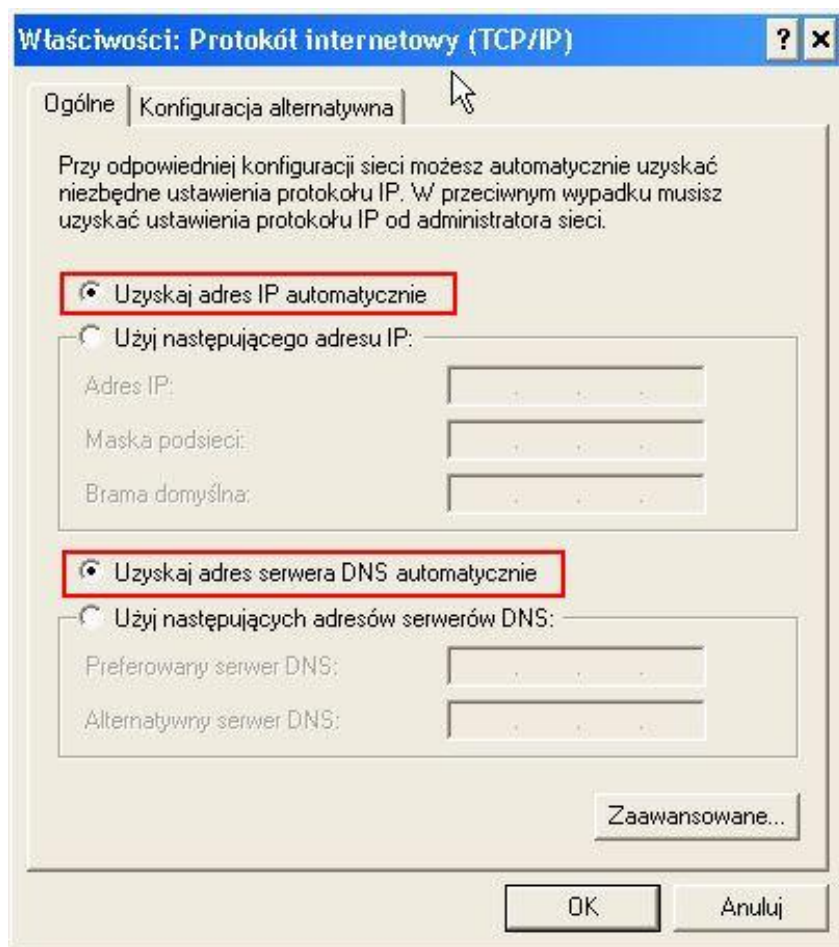 Właściwości: Protokół internetowy (TCP/IP)
Ogólne
Konfiguracja alternatywna
Przy odpowiedniej konfiguracji sieci możesz automatycznie uzyskać
niezbędne ustawienia protokołu IP. W przeciwnym wypadku musisz
uzyskać ustawienia protokołu IP od administratora sieci.
Uzyskaj adres IP automatycznie
Użyj następującego adresu IP:
Adres IP:
Maska podsieci:
Brama domyślna:
Uzyskaj adres serwera DNS automatycznie
Użyj następujących adresów serwerów DNS:
Preferowany serwer DNS:
Alternatywny serwer DNS:
Zaawansowane...
OK
Anuluj